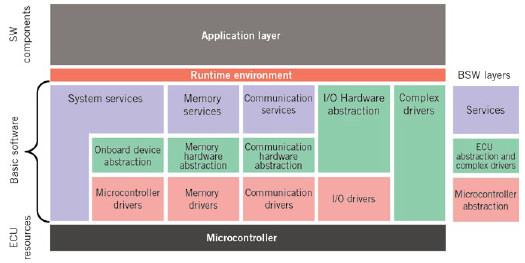 SW
components
Application layer
Runtime environment
BSW layers
Basic software
System services
Memory
services
Communication
services
I/O Hardware
abstraction
Complex
drivers
Services
Onboard device
abstraction
Memory
hardware
abstraction
Communication
hardware
abstraction
ECU
abstraction and
complex drivers
Microcontroller
drivers
Memory
drivers
Communication
drivers
I/O drivers
Microcontroller
abstraction
ECU
resources
Microcontroller